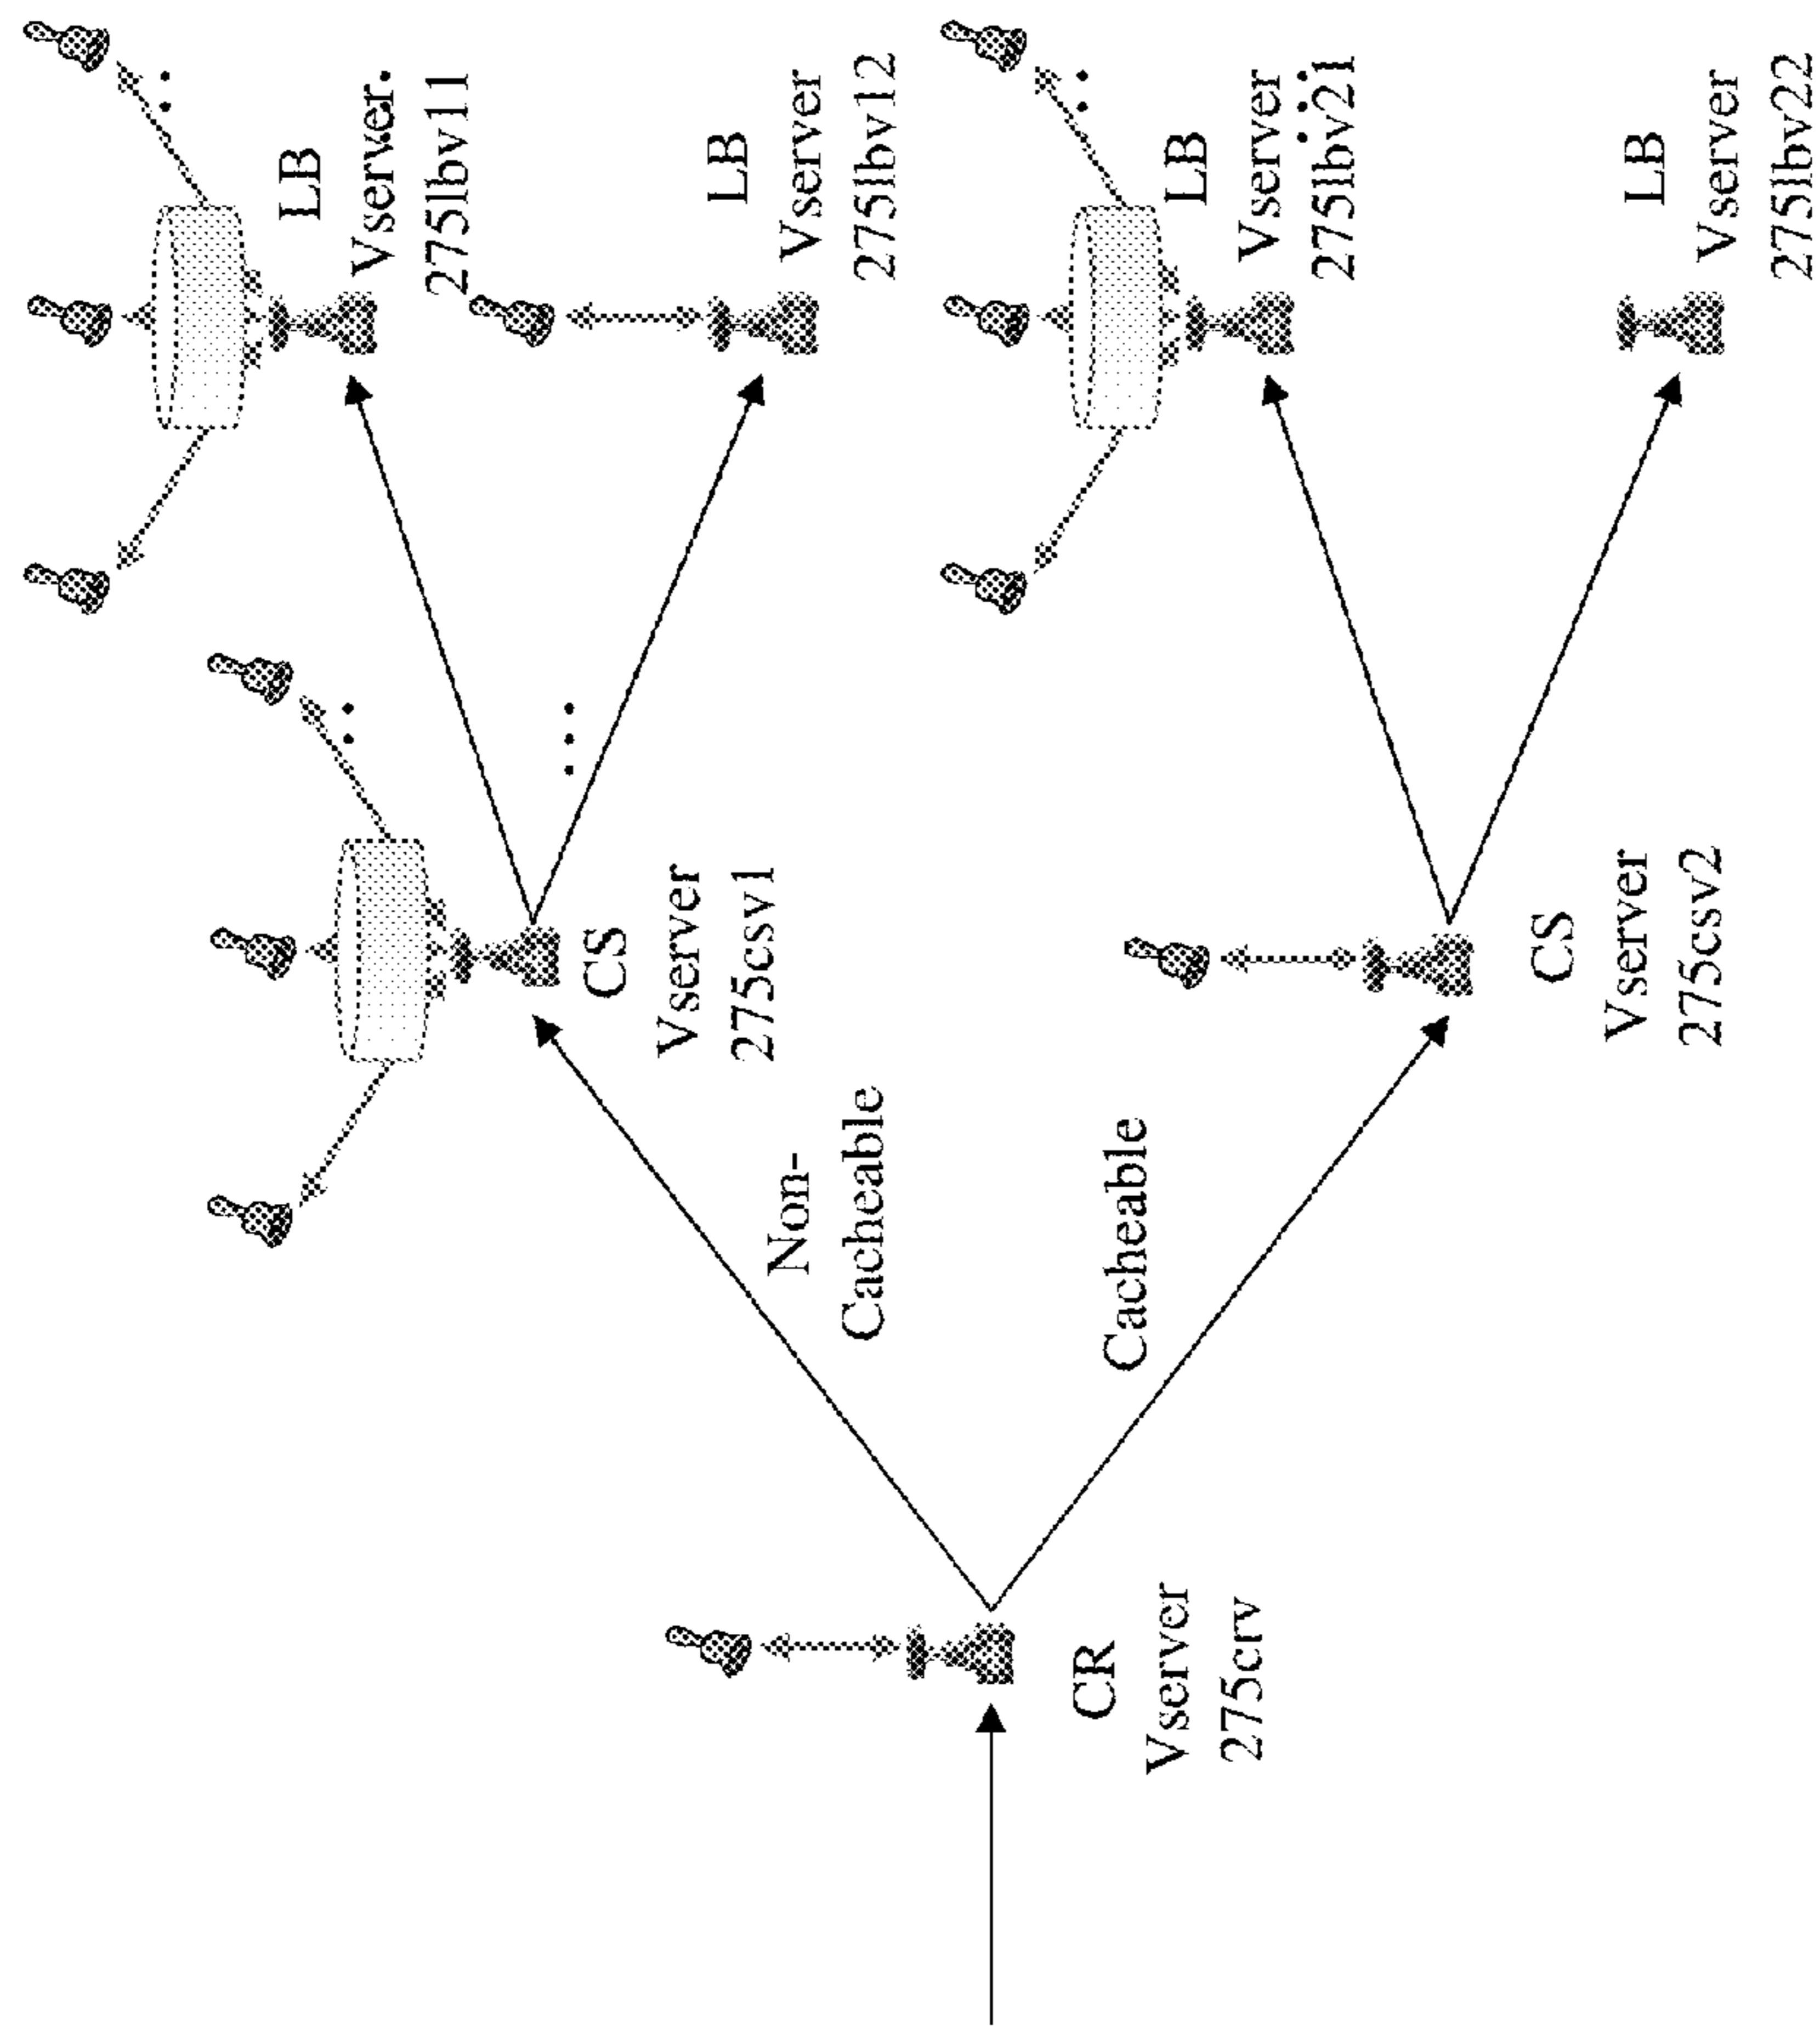 LB
Vserver
275lbv11
CS
Vserver
275csv1
LB
Vserver
275lbv12
Non-
Cacheable
CR
Vserver
275crv
Cacheable
LB
Vserver
275lbv21
CS
Vserver
275csv2
LB
Vserver
275lbv22